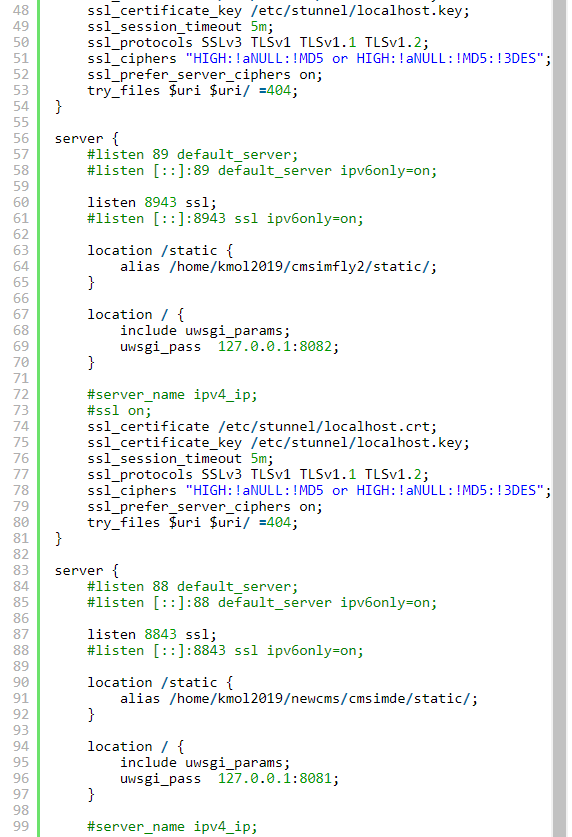 48 ssl_certificate_key /etc/stunnel/localhost.key;
49 ssl_session_timeout 5m;
50 ssl_protocols SSLv3 TLSv1 TLSv1.1 TLSv1.2;
51 ssl_ciphers "HIGH:!aNULL:!MD5 or HIGH:!aNULL:!MD5:!3DES";
52 ssl_prefer_server_ciphers on;
53 try_files $uri $uri/ =404;
54 }
55
56 server {
57 #listen 89 default_server;
58 #listen [::]:89 default_server ipv6only=on;
59
60 listen 8943 ssl;
61 #listen [::]:8943 ssl ipv6only=on;
62
63 location /static {
64 alias /home/kmol2019/cmsimfly2/static/;
65 }
66
67 location / {
68 include uwsgi_params;
69 uwsgi_pass  127.0.0.1:8082;
70 }
71
72 #server_name ipv4_ip;
73 #ssl on;
74 ssl_certificate /etc/stunnel/localhost.crt;
75 ssl_certificate_key /etc/stunnel/localhost.key;
76 ssl_session_timeout 5m;
77 ssl_protocols SSLv3 TLSv1 TLSv1.1 TLSv1.2;
78 ssl_ciphers "HIGH:!aNULL:!MD5 or HIGH:!aNULL:!MD5:!3DES";
79 ssl_prefer_server_ciphers on;
80 try_files $uri $uri/ =404;
81 }
82
83 server {
84 #listen 88 default_server;
85 #listen [::]:88 default_server ipv6only=on;
86
87 listen 8843 ssl;
88 #listen [::]:8843 ssl ipv6only=on;
89
90 location /static {
91 alias /home/kmol2019/newcms/cmsimde/static/;
92 }
93
94 location / {
95 include uwsgi_params;
96 uwsgi_pass  127.0.0.1:8081;
97 }
98
99 #server_name ipv4_ip;